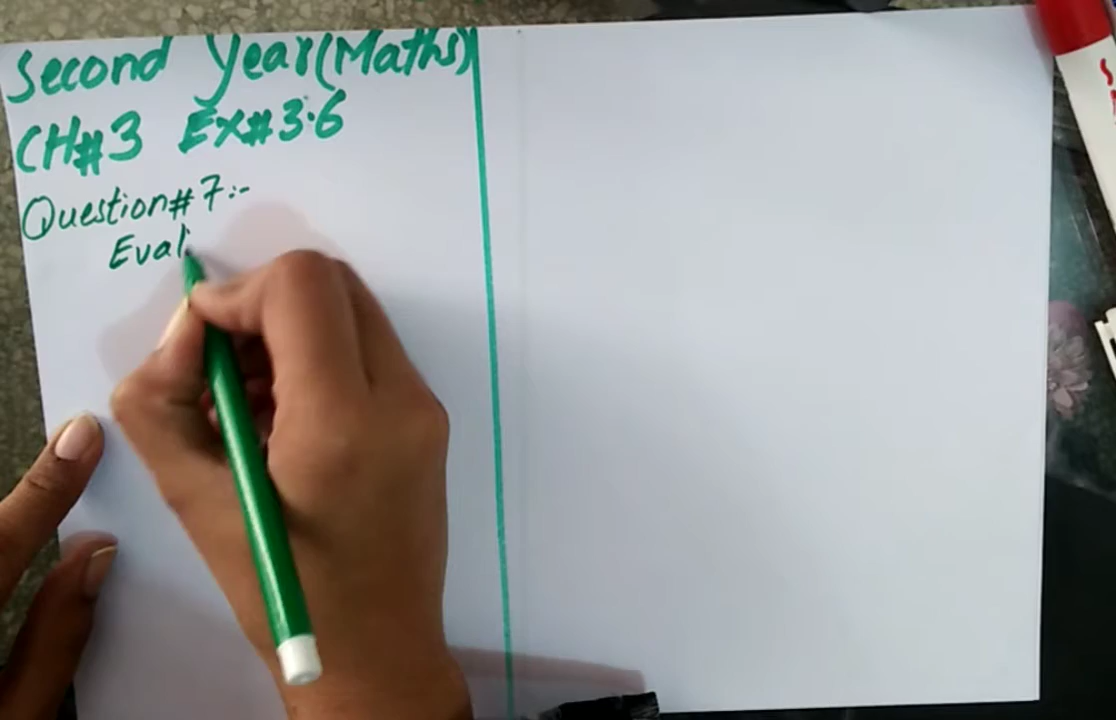 Second Year(Maths)
CH#3 Ex#3.6
Question#7:-
Eval